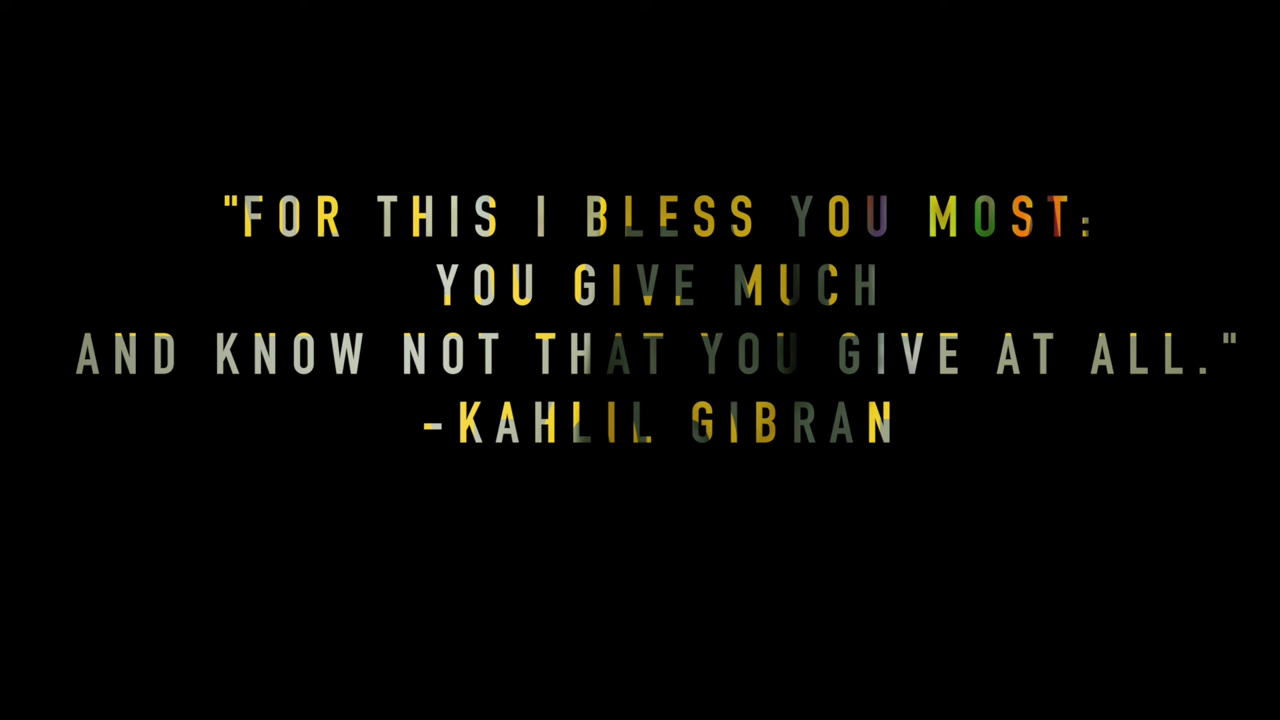 "FOR THIS I BLESS YOU MOST:
YOU GIVE MUCH
AND KNOW NOT THAT YOU GIVE AT ALL."
-KAHLIL GIBRAN